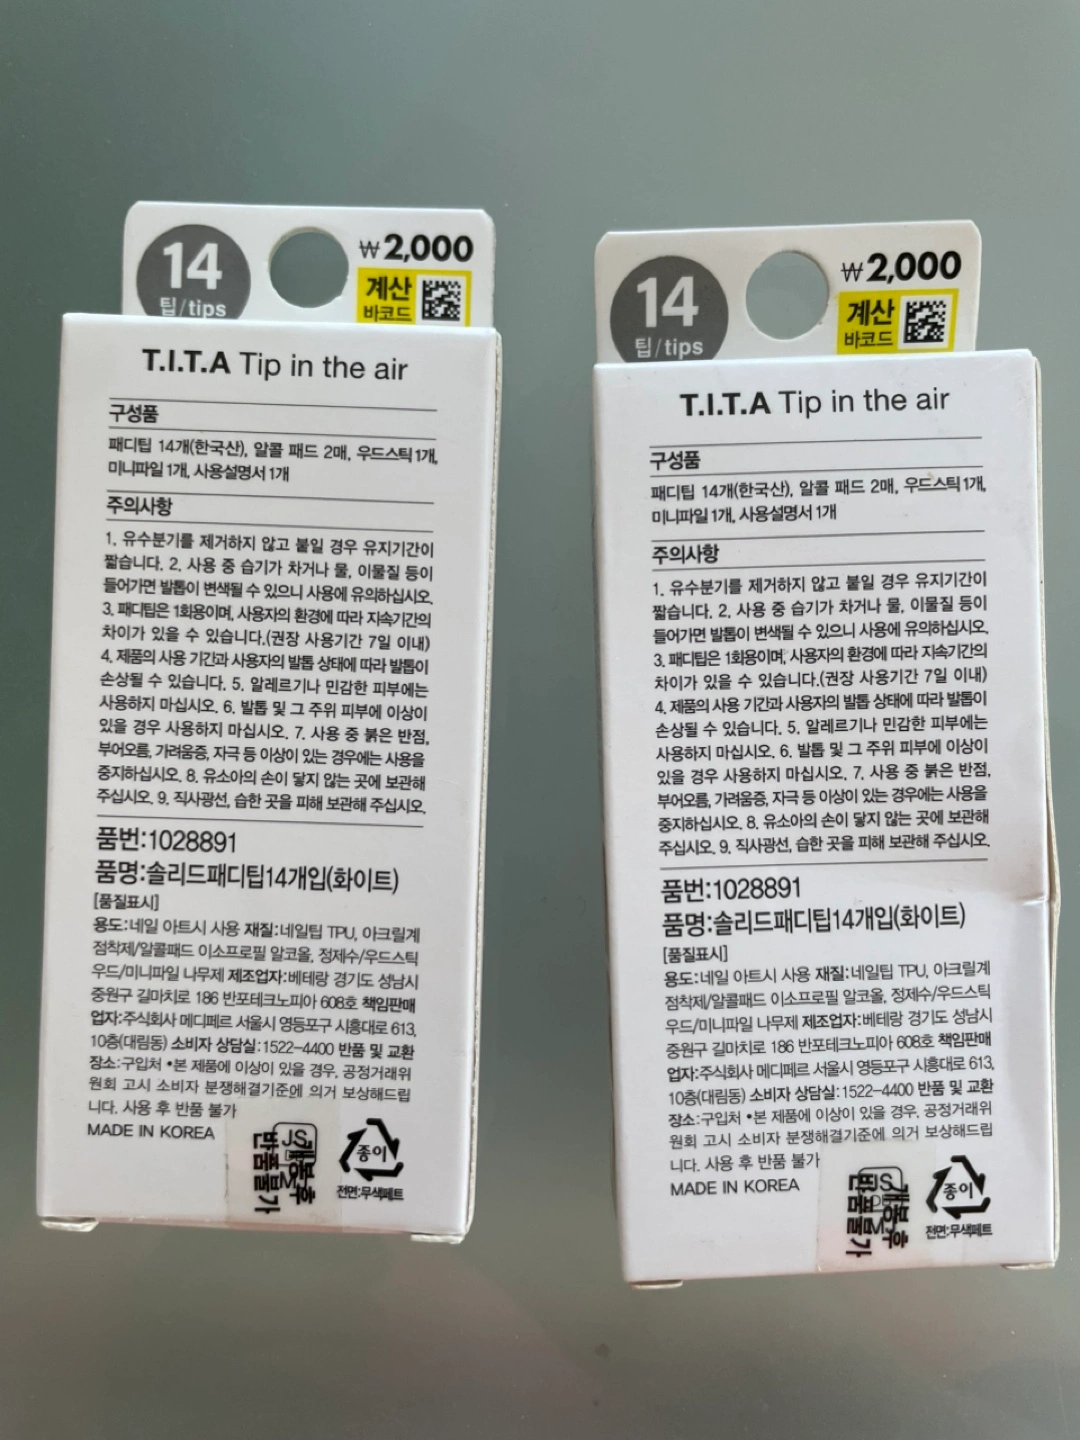 14
팁/tips
₩2,000
계산
바코드
T.I.T.A Tip in the air
구성품
패디팁 14개(한국산), 알콜 패드 2매, 우드스틱 1개,
미니파일 1개, 사용설명서 1개
주의사항
1. 유수분기를 제거하지 않고 붙일 경우 유지기간이
짧습니다. 2. 사용 중 습기가 차거나 물, 이물질 등이
들어가면 발톱이 변색될 수 있으니 사용에 유의하십시오.
3. 패디팁은 1회용이며, 사용자의 환경에 따라 지속기간의
차이가 있을 수 있습니다.(권장 사용기간 7일 이내)
4. 제품의 사용 기간과 사용자의 발톱 상태에 따라 발톱이
손상될 수 있습니다. 5. 알레르기나 민감한 피부에는
사용하지 마십시오. 6. 발톱 및 그 주위 피부에 이상이
있을 경우 사용하지 마십시오. 7. 사용 중 붉은 반점,
부어오름, 가려움증, 자극 등 이상이 있는 경우에는 사용을
중지하십시오. 8. 유소아의 손이 닿지 않는 곳에 보관해
주십시오. 9. 직사광선, 습한 곳을 피해 보관해 주십시오.
품번:1028891
품명:솔리드패디팁14개입(화이트)
[품질표시]
용도:네일 아트시 사용 재질:네일팁 TPU, 아크릴계
점착제/알콜패드 이소프로필 알코올, 정제수/우드스틱
우드/미니파일 나무제 제조업자:베테랑 경기도 성남시
중원구 갈마치로 186 반포테크노피아 608호 책임판매
업자:주식회사 메디페르 서울시 영등포구 시흥대로 613,
10층(대림동) 소비자 상담실:1522-4400 반품 및 교환
장소:구입처 •본 제품에 이상이 있을 경우, 공정거래위
원회 고시 소비자 분쟁해결기준에 의거 보상해드립
니다. 사용 후 반품 불가
MADE IN KOREA
개봉후
반품불가
종이
전면:무색페트
14
팁/tips
₩2,000
계산
바코드
T.I.T.A Tip in the air
구성품
패디팁 14개(한국산), 알콜 패드 2매, 우드스틱 1개,
미니파일 1개, 사용설명서 1개
주의사항
1. 유수분기를 제거하지 않고 붙일 경우 유지기간이
짧습니다. 2. 사용 중 습기가 차거나 물, 이물질 등이
들어가면 발톱이 변색될 수 있으니 사용에 유의하십시오.
3. 패디팁은 1회용이며, 사용자의 환경에 따라 지속기간의
차이가 있을 수 있습니다.(권장 사용기간 7일 이내)
4. 제품의 사용 기간과 사용자의 발톱 상태에 따라 발톱이
손상될 수 있습니다. 5. 알레르기나 민감한 피부에는
사용하지 마십시오. 6. 발톱 및 그 주위 피부에 이상이
있을 경우 사용하지 마십시오. 7. 사용 중 붉은 반점,
부어오름, 가려움증, 자극 등 이상이 있는 경우에는 사용을
중지하십시오. 8. 유소아의 손이 닿지 않는 곳에 보관해
주십시오. 9. 직사광선, 습한 곳을 피해 보관해 주십시오.
품번:1028891
품명:솔리드패디팁14개입(화이트)
[품질표시]
용도:네일 아트시 사용 재질:네일팁 TPU, 아크릴계
점착제/알콜패드 이소프로필 알코올, 정제수/우드스틱
우드/미니파일 나무제 제조업자:베테랑 경기도 성남시
중원구 갈마치로 186 반포테크노피아 608호 책임판매
업자:주식회사 메디페르 서울시 영등포구 시흥대로 613,
10층(대림동) 소비자 상담실:1522-4400 반품 및 교환
장소:구입처 •본 제품에 이상이 있을 경우, 공정거래위
원회 고시 소비자 분쟁해결기준에 의거 보상해드립
니다. 사용 후 반품 불가
MADE IN KOREA
개봉후
반품불가
종이
전면:무색페트